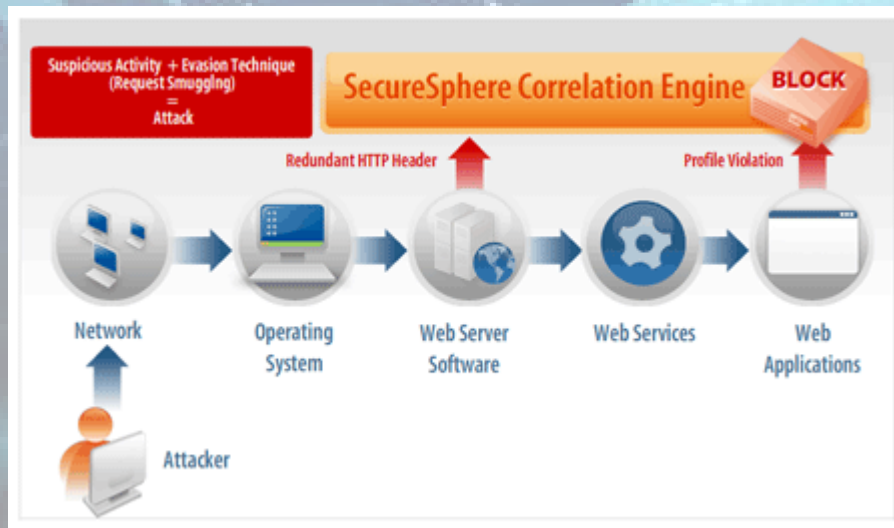 Suspicious Activity + Evasion Technique
(Request Smugglng)
=
Attack
SecureSphere Correlation Engine
BLOCK
Redundant HTTP Header
Profile Violation
Network
Operating
System
Web Server
Software
Web Services
Web
Applications
Attacker